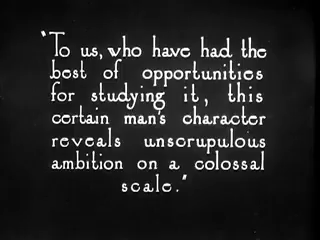 "To us, who have had the
best of opportunities
for studying it, this
certain man's character
reveals unscrupulous
ambition on a colossal
scale."